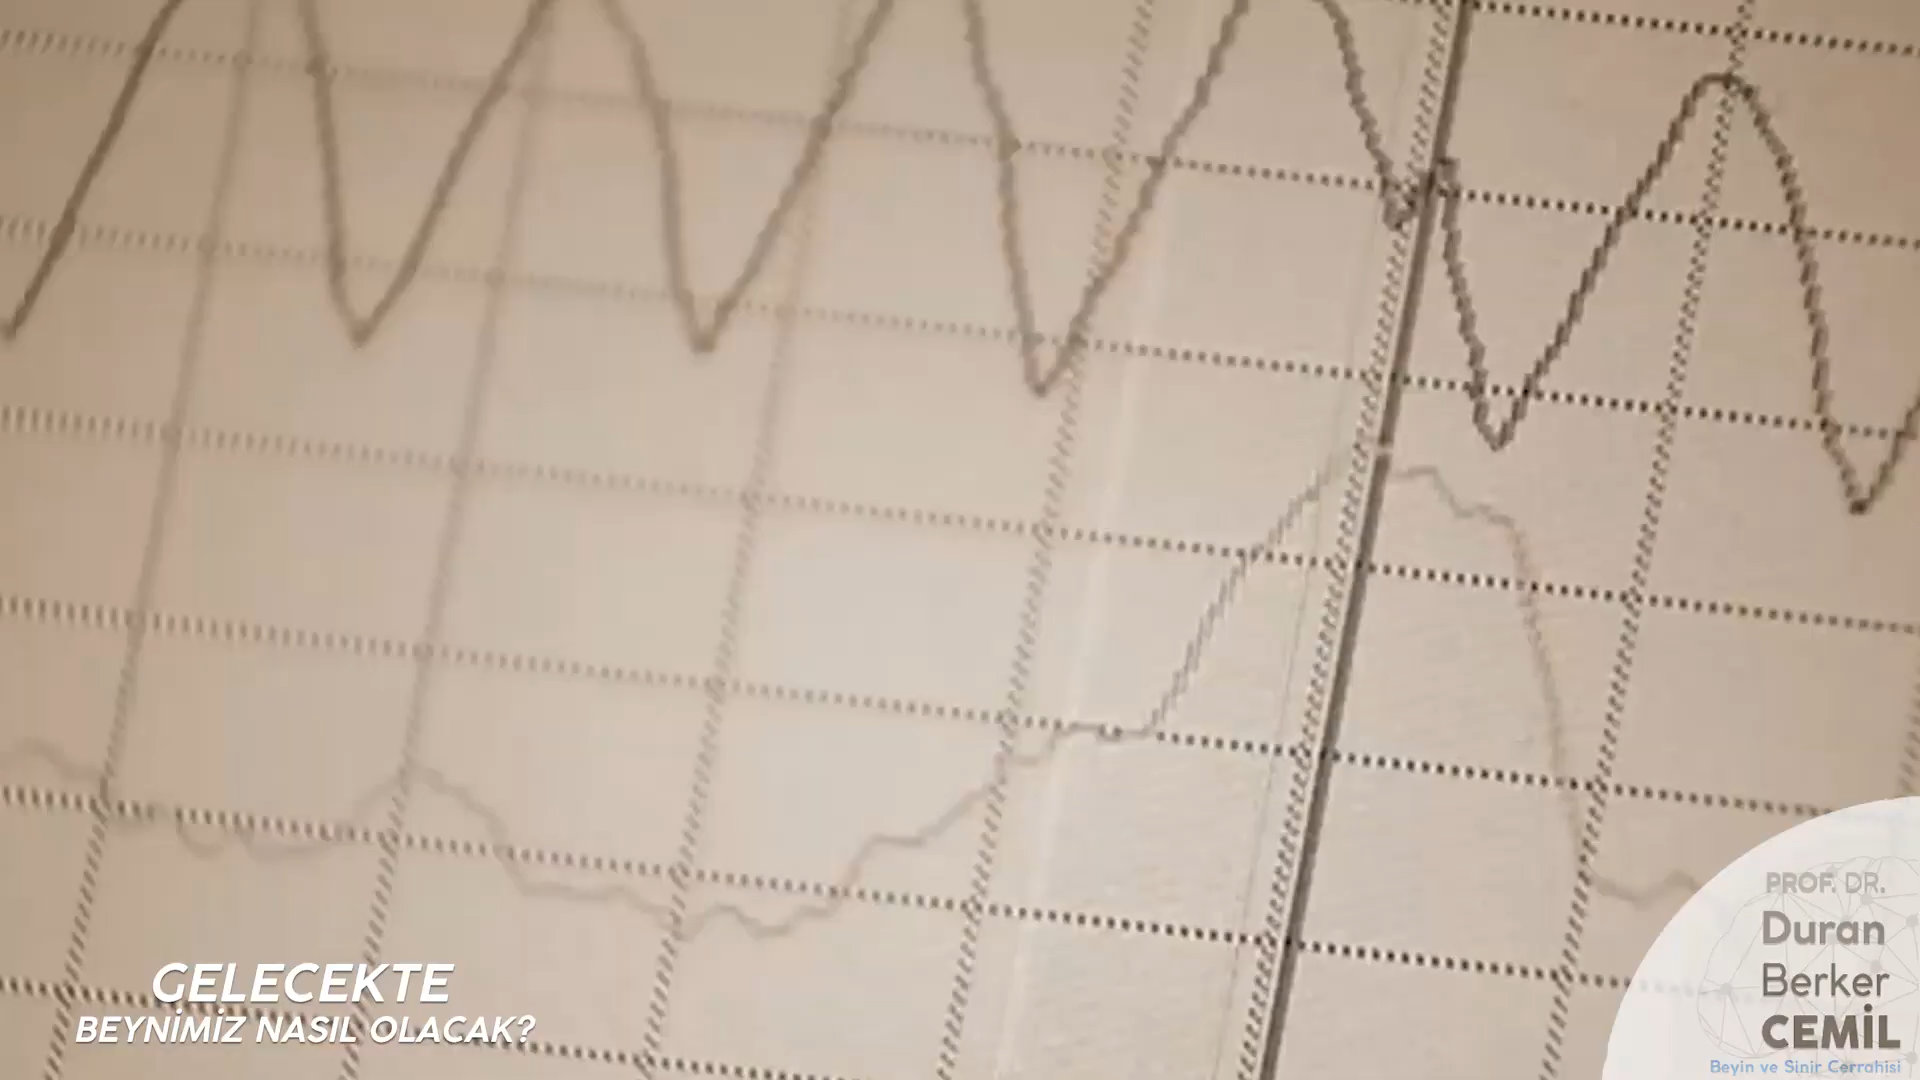 GELECEKTE
BEYNİMİZ NASIL OLACAK?
PROF. DR.
Duran
Berker
CEMİL
Beyin ve Sinir Cerrahisi